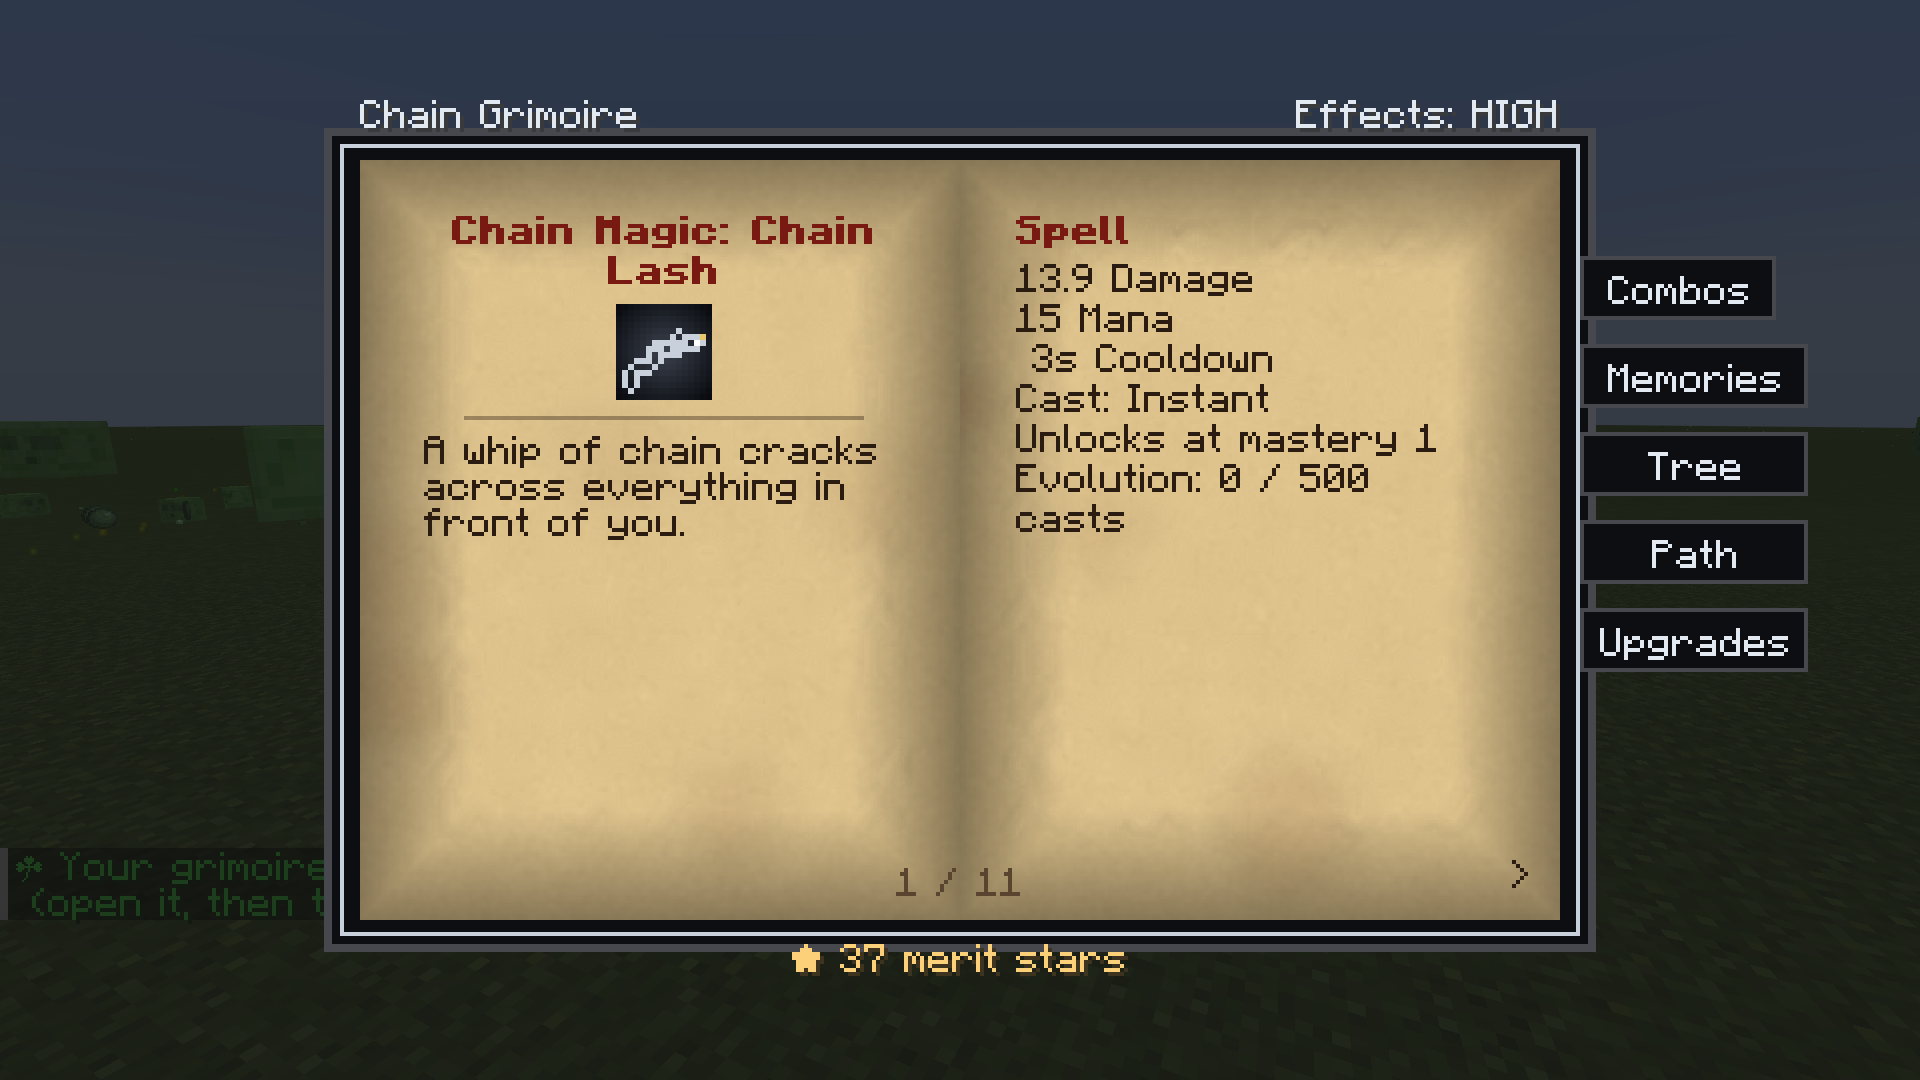 Chain Grimoire
Effects: HIGH
Chain Magic: Chain
Lash
A whip of chain cracks
across everything in
front of you.
Spell
13.9 Damage
15 Mana
3s Cooldown
Cast: Instant
Unlocks at mastery 1
Evolution: 0 / 500
casts
Combos
Memories
Tree
Path
Upgrades
☘ Your grimoire
(open it, then t
1 / 11
>
★ 37 merit stars